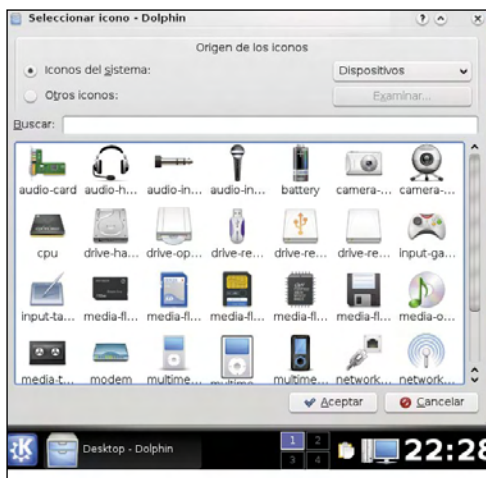 Seleccionar icono - Dolphin
Origen de los iconos
Iconos del sistema:
Dispositivos
Otros iconos:
Examinar...
Buscar:
audio-card audio-h... audio-in... audio-in... battery camera-... camera-...
cpu drive-ha... drive-op... drive-re... drive-re... drive-re... input-ga...
input-ta... media-fl... media-fl... media-fl... media-fl... media-fl... media-o...
media-t... modem multime... multime... multime... network... network...
Aceptar
Cancelar
Desktop - Dolphin
1 2
3 4
22:28